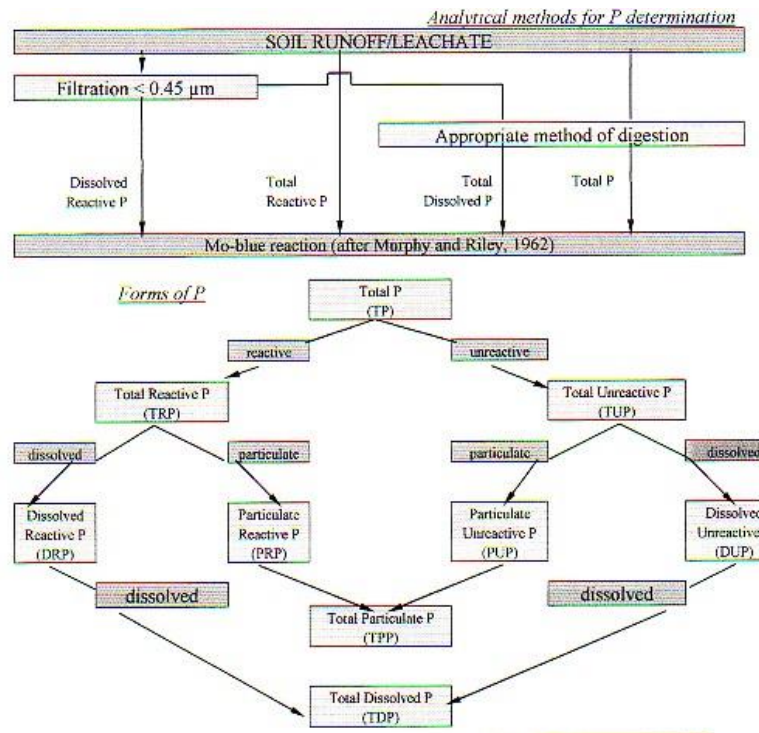 Analytical methods for P determination
SOIL RUNOFF/LEACHATE
Filtration < 0.45 µm
Appropriate method of digestion
Dissolved
Reactive P
Total
Reactive P
Total
Dissolved P
Total P
Mo-blue reaction (after Murphy and Riley, 1962)
Forms of P
Total P
(TP)
reactive
unreactive
Total Reactive P
(TRP)
Total Unreactive P
(TUP)
dissolved
particulate
particulate
dissolved
Dissolved
Reactive P
(DRP)
Particulate
Reactive P
(PRP)
Particulate
Unreactive P
(PUP)
Dissolved
Unreactive
(DUP)
dissolved
dissolved
Total Particulate P
(TPP)
Total Dissolved P
(TDP)